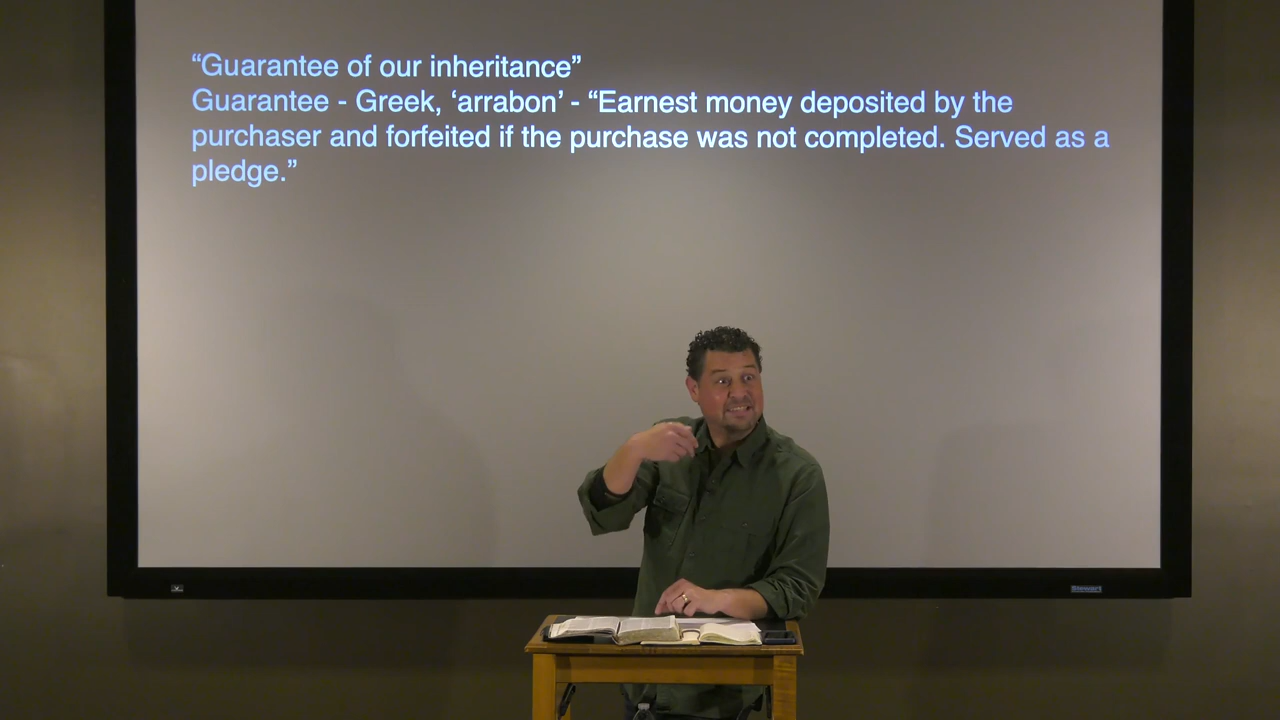 “Guarantee of our inheritance”
Guarantee - Greek, ‘arrabon’ - “Earnest money deposited by the
purchaser and forfeited if the purchase was not completed. Served as a
pledge.”
Stewart